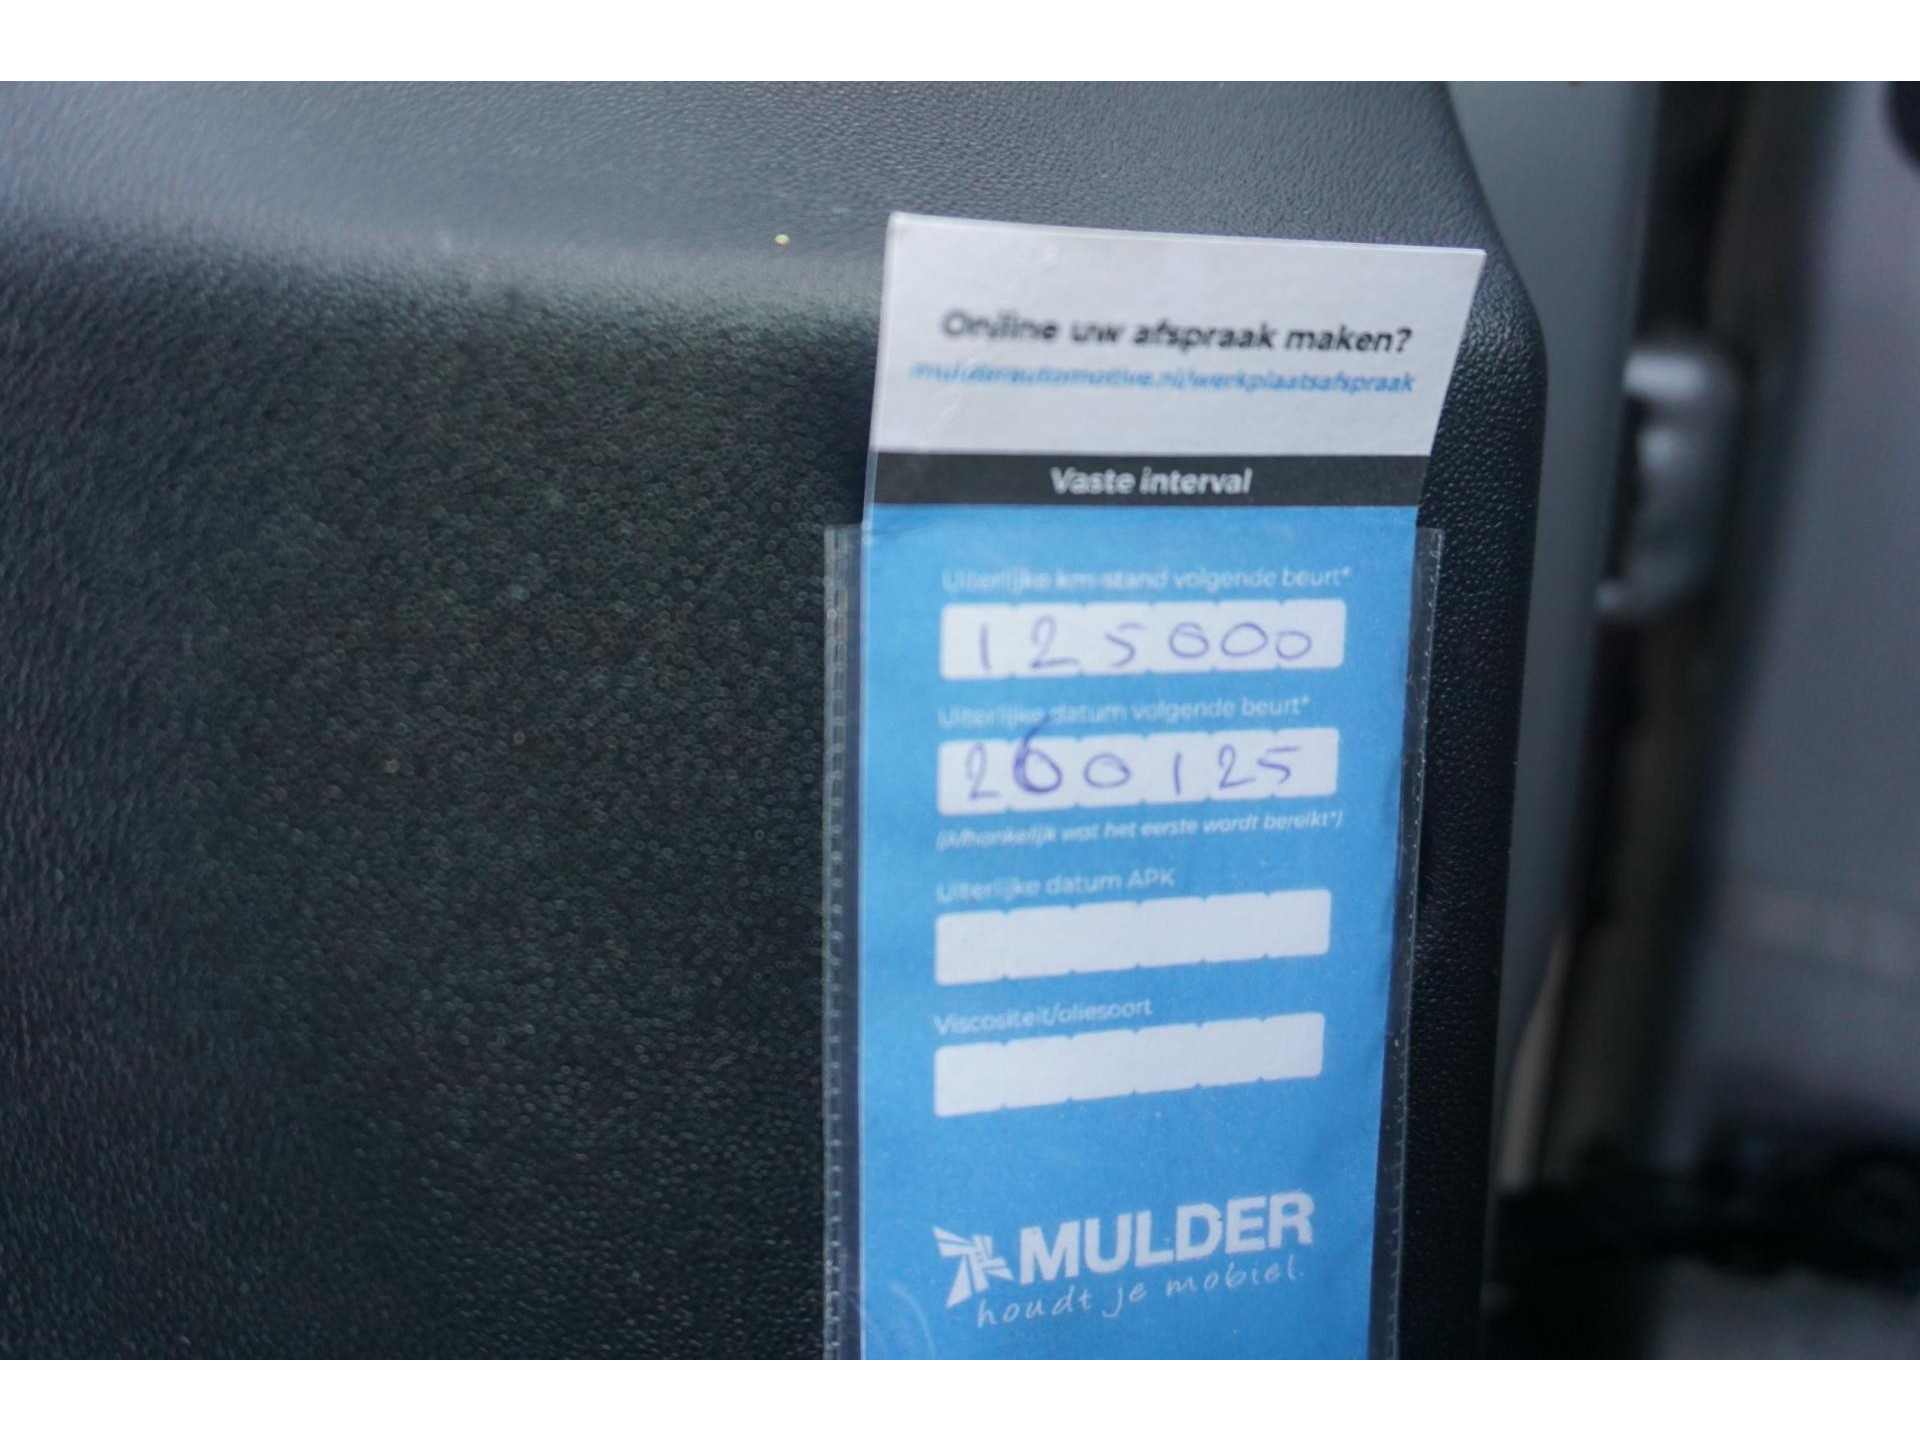 Online uw afspraak maken?
mulderautomotive.nl/werkplaatsafspraak
Vaste interval
Uiterlijke km-stand volgende beurt*
125000
Uiterlijke datum volgende beurt*
260125
(Afhankelijk wat het eerste wordt bereikt*)
Uiterlijke datum APK
Viscositeit/oliesoort
MULDER
houdt je mobiel.